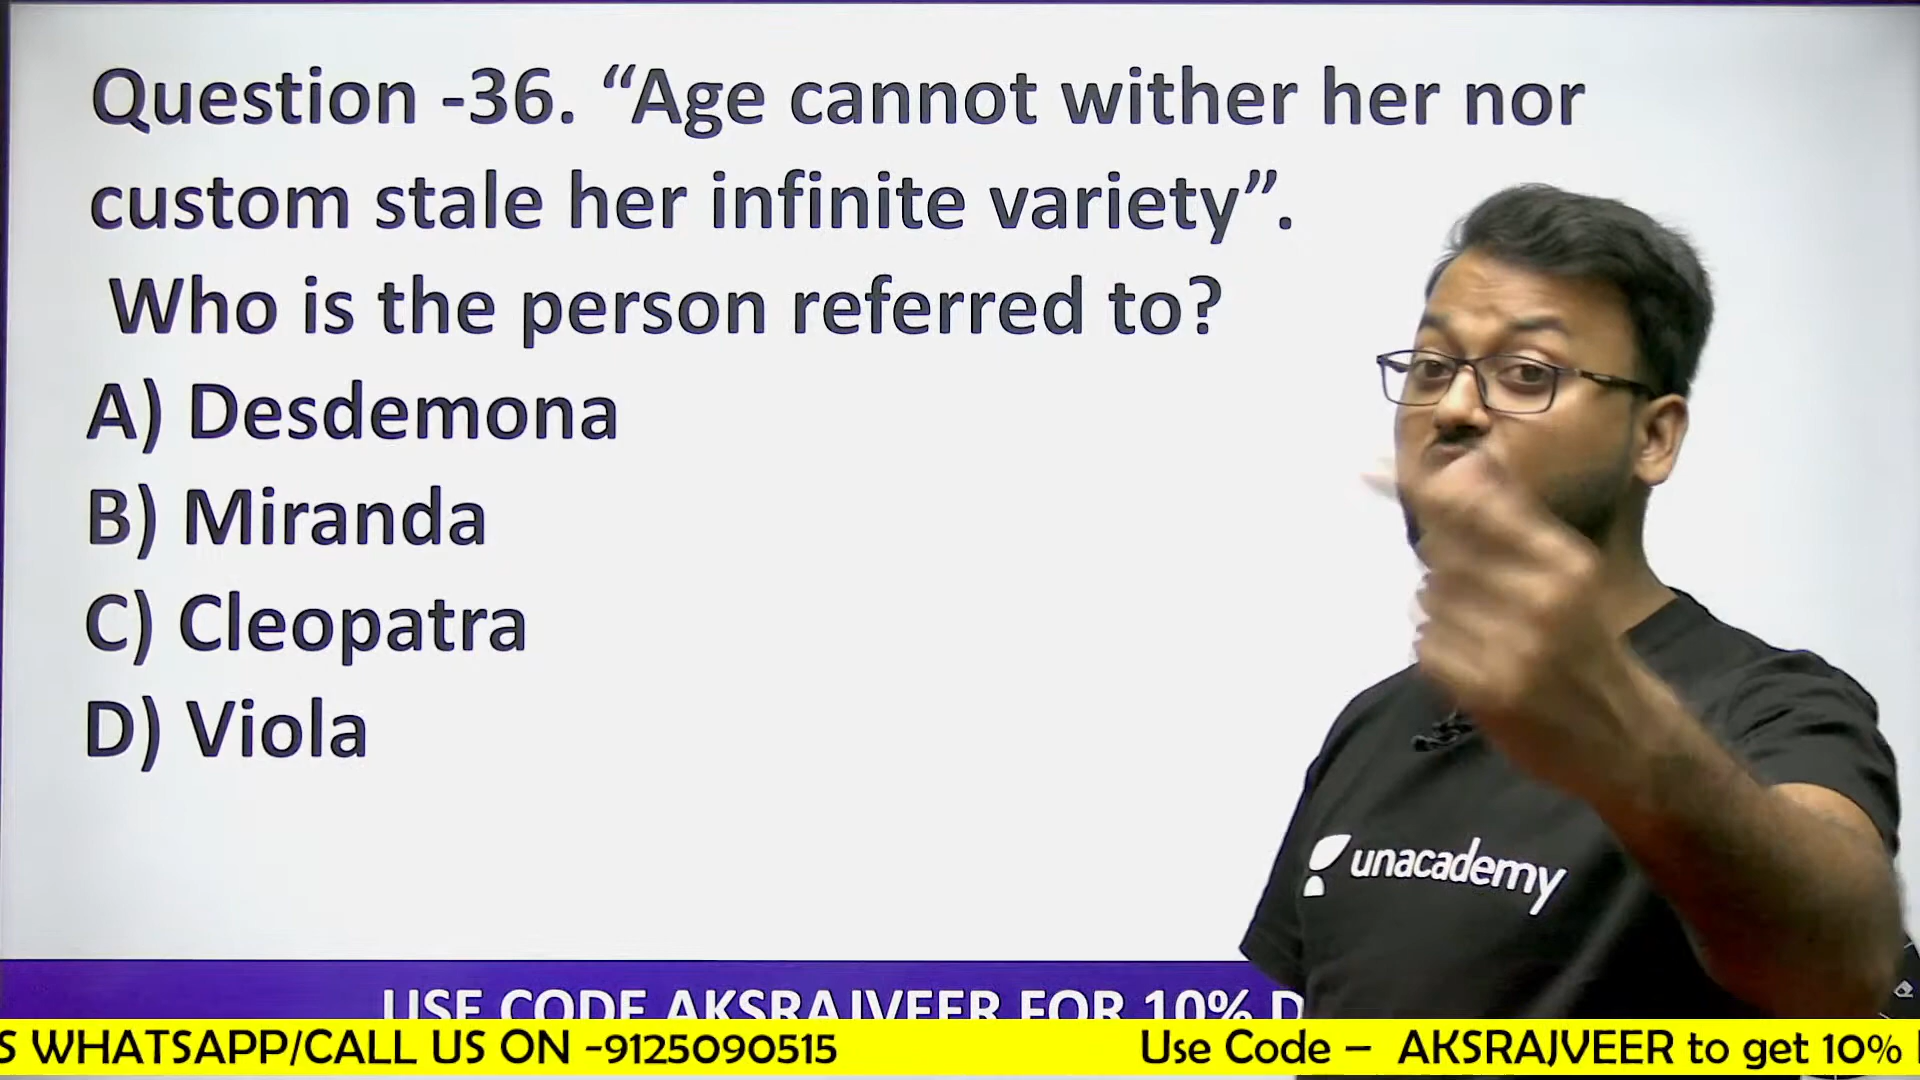 Question -36. “Age cannot wither her nor
custom stale her infinite variety”.
Who is the person referred to?
A) Desdemona
B) Miranda
C) Cleopatra
D) Viola
unacademy
USE CODE AKSRAJVEER FOR 10% D
S WHATSAPP/CALL US ON -9125090515 Use Code – AKSRAJVEER to get 10%